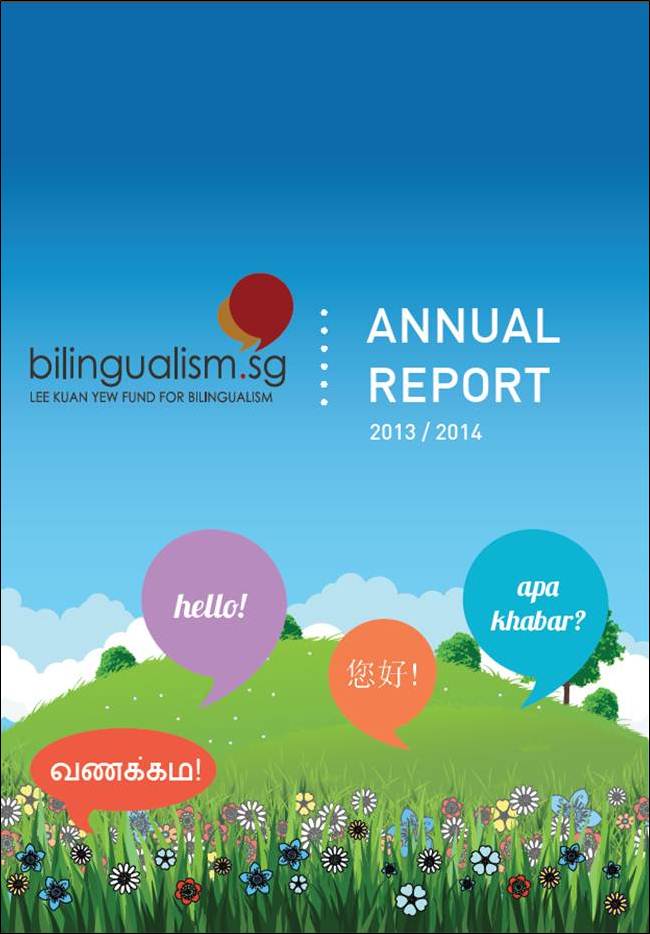 bilingualism.sg
LEE KUAN YEW FUND FOR BILINGUALISM
ANNUAL
REPORT
2013 / 2014
hello!
apa
khabar?
您好!
வணக்கம!